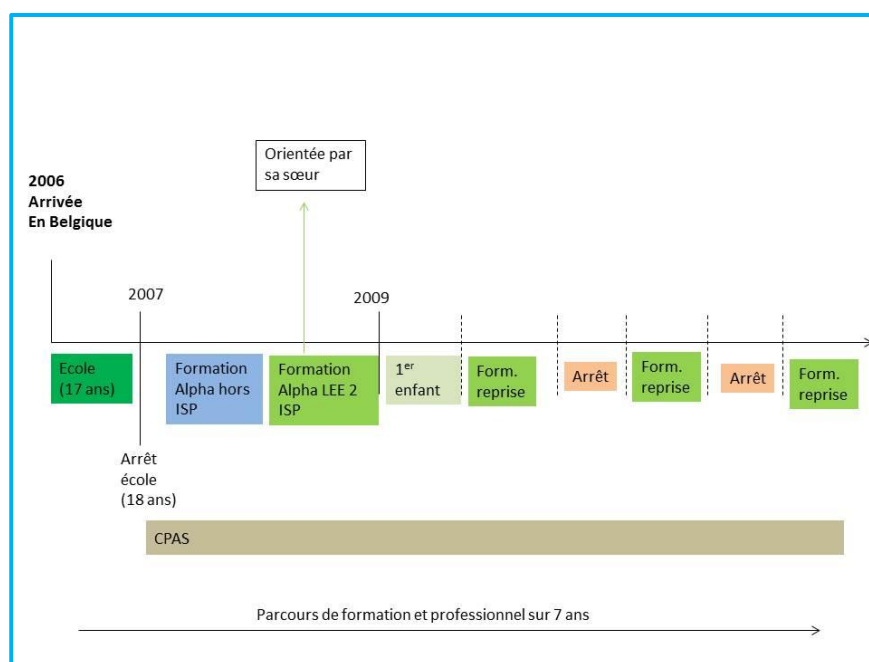 Orientée par
sa sœur
2006
Arrivée
En Belgique
2007
2009
Ecole
(17 ans)
Formation
Alpha hors
ISP
Formation
Alpha LEE 2
ISP
1er
enfant
Form.
reprise
Arrêt
Form.
reprise
Arrêt
Form.
reprise
Arrêt
école
(18 ans)
CPAS
Parcours de formation et professionnel sur 7 ans